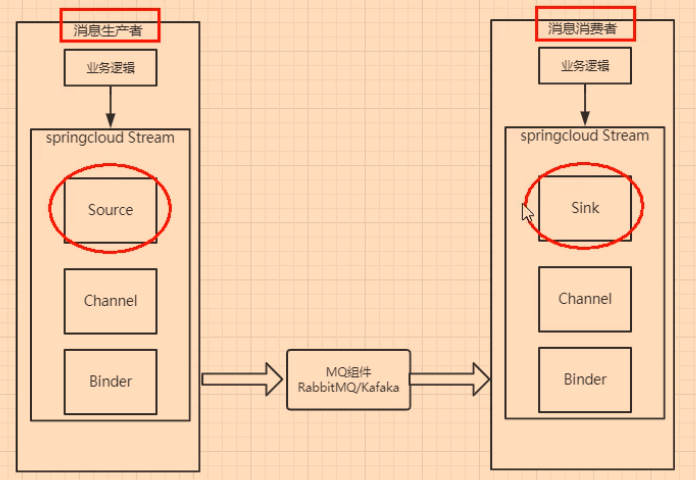 消息生产者
业务逻辑
springcloud Stream
Source
Channel
Binder
MQ组件
RabbitMQ/Kafaka
消息消费者
业务逻辑
springcloud Stream
Sink
Channel
Binder